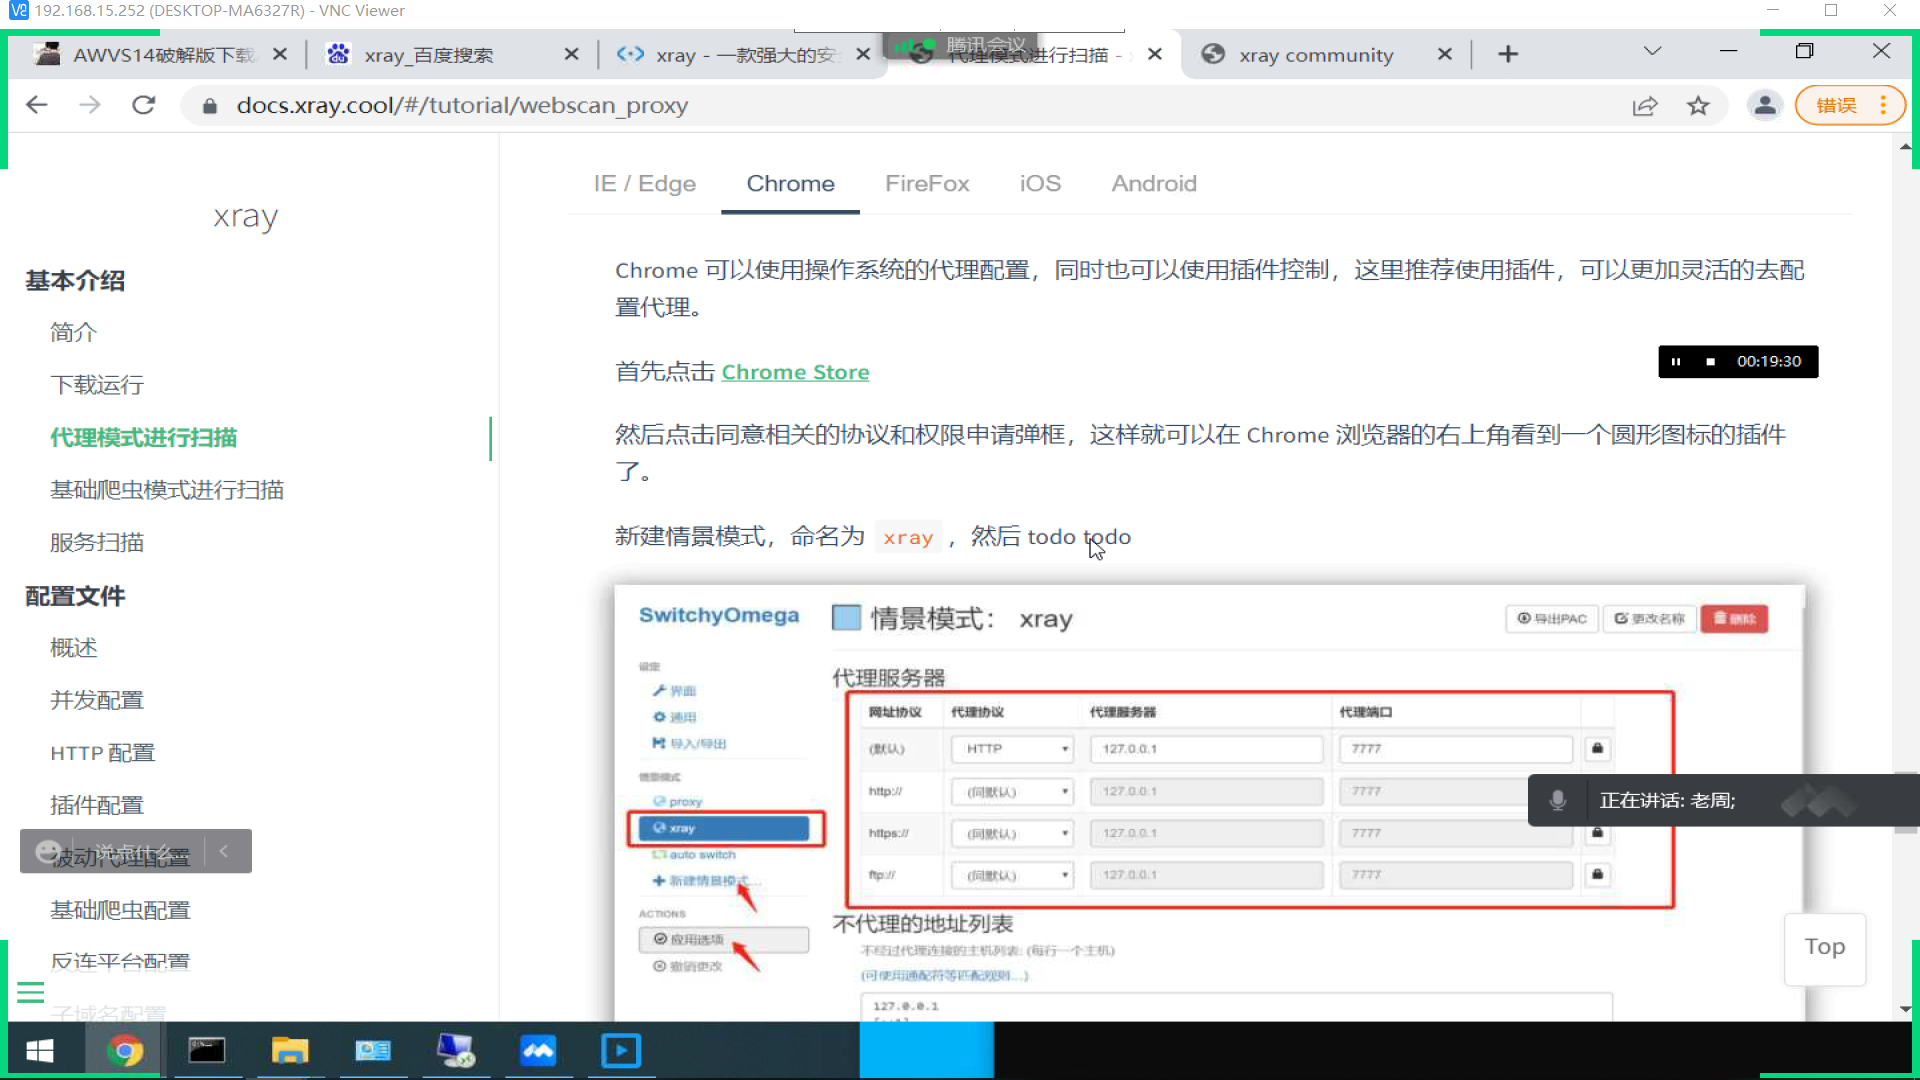 192.168.15.252 (DESKTOP-MA6327R) - VNC Viewer
AWVS14破解版下载
xray_百度搜索
xray - 一款强大的安全
代理模式进行扫描 -
腾讯会议
xray community
docs.xray.cool/#/tutorial/webscan_proxy
错误
xray
基本介绍
简介
下载运行
代理模式进行扫描
基础爬虫模式进行扫描
服务扫描
配置文件
概述
并发配置
HTTP 配置
插件配置
被动代理配置
说点什么...
基础爬虫配置
反连平台配置
子域名配置
IE / Edge
Chrome
FireFox
iOS
Android
Chrome 可以使用操作系统的代理配置，同时也可以使用插件控制，这里推荐使用插件，可以更加灵活的去配
置代理。
首先点击 Chrome Store
00:19:30
然后点击同意相关的协议和权限申请弹框，这样就可以在 Chrome 浏览器的右上角看到一个圆形图标的插件
了。
新建情景模式，命名为 xray ，然后 todo todo
SwitchyOmega
设定
界面
通用
导入/导出
情景模式
proxy
xray
auto switch
新建情景模式...
ACTIONS
应用选项
撤销更改
情景模式： xray
导出PAC
更改名称
删除
代理服务器
网址协议 代理协议 代理服务器 代理端口
(默认) HTTP 127.0.0.1 7777
http:// (同默认) 127.0.0.1 7777
https:// (同默认) 127.0.0.1 7777
ftp:// (同默认) 127.0.0.1 7777
不代理的地址列表
不经过代理连接的主机列表: (每行一个主机)
(可使用通配符等匹配规则...)
127.0.0.1
正在讲话: 老周;
Top